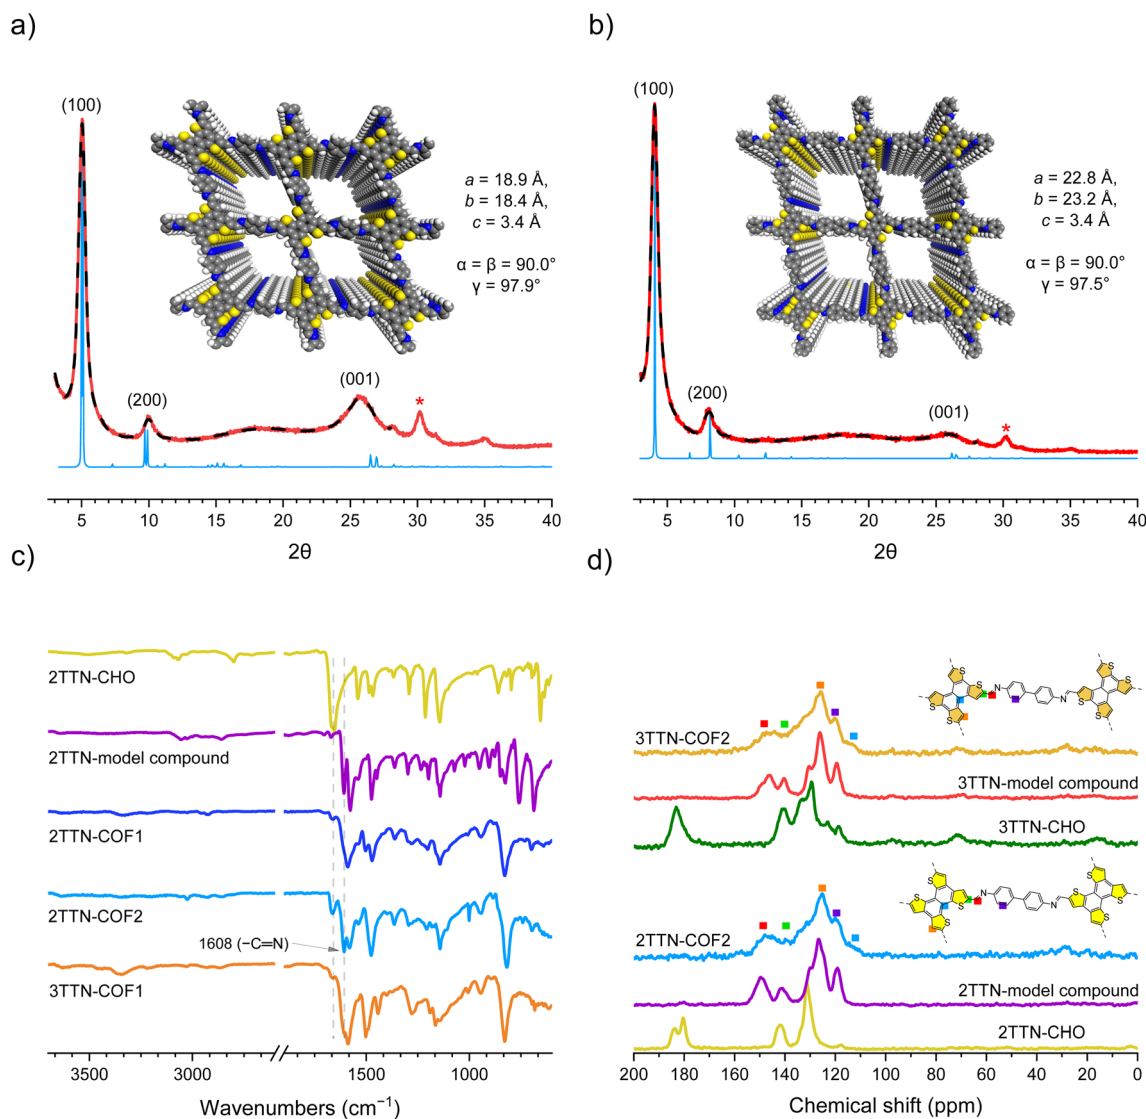 a)
(100)
a = 18.9 Å,
b = 18.4 Å,
c = 3.4 Å
α = β = 90.0°
γ = 97.9°
(200)
(001)
*
5 10 15 20 25 30 35 40
2θ
b)
(100)
a = 22.8 Å
b = 23.2 Å,
c = 3.4 Å
α = β = 90.0°
γ = 97.5°
(200)
(001)
*
5 10 15 20 25 30 35 40
2θ
c)
2TTN-CHO
2TTN-model compound
2TTN-COF1
2TTN-COF2
1608 (−C=N)
3TTN-COF1
3500 3000 1000
Wavenumbers (cm⁻¹)
d)
S S S N N S S S
3TTN-COF2
3TTN-model compound
3TTN-CHO
S S S N N S S S
2TTN-COF2
2TTN-model compound
2TTN-CHO
200 180 160 140 120 100 80 60 40 20 0
Chemical shift (ppm)